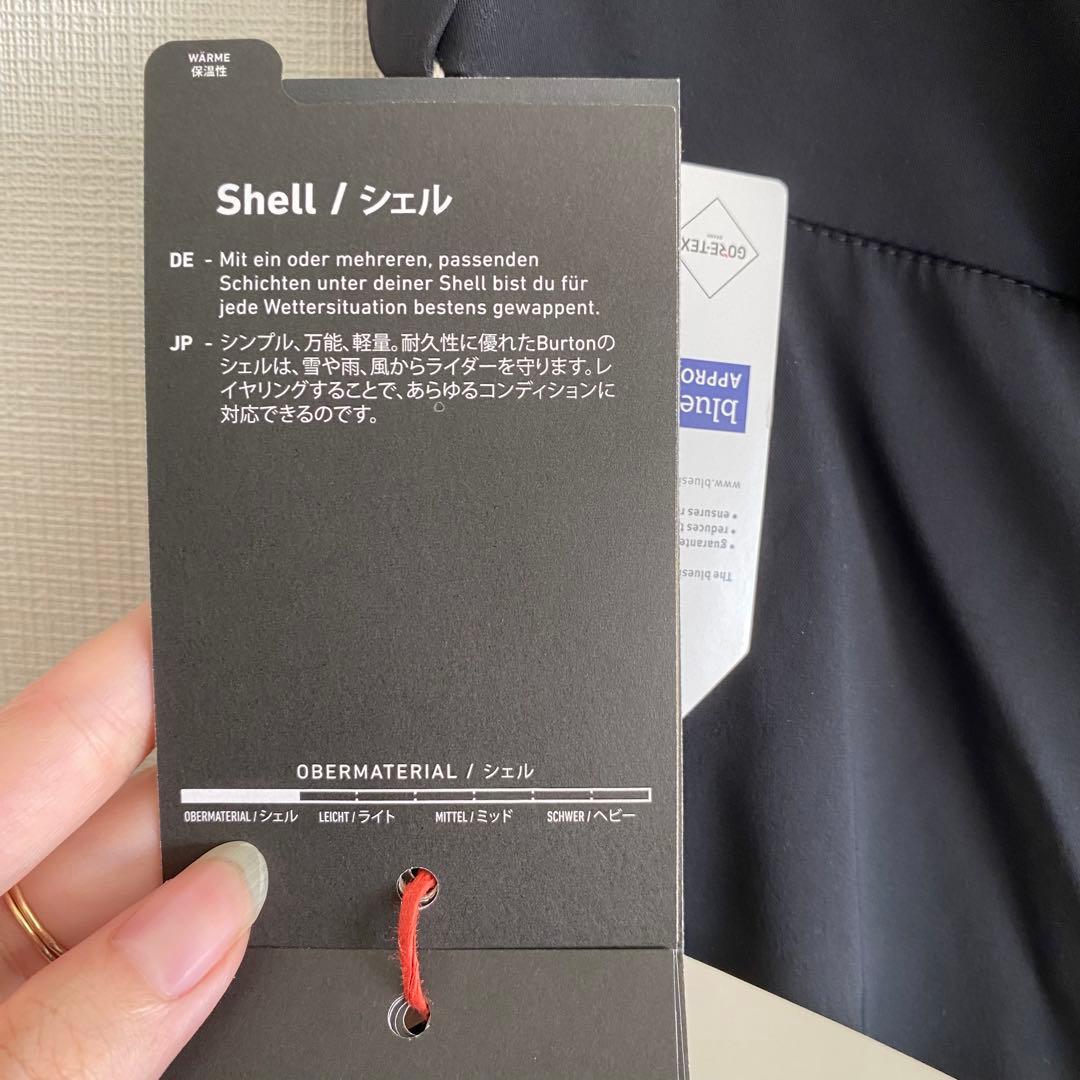 WÄRME
保温性
Shell / シェル
DE - Mit ein oder mehreren, passenden
Schichten unter deiner Shell bist du für
jede Wettersituation bestens gewappent.
JP - シンプル、万能、軽量。耐久性に優れたBurtonの
シェルは、雪や雨、風からライダーを守ります。レ
イヤリングすることで、あらゆるコンディションに
対応できるのです。
OBERMATERIAL / シェル
OBERMATERIAL / シェル LEICHT / ライト MITTEL / ミッド SCHWER / ヘビー
GORE-TEX
The blues
• guarante
• reduces t
• ensures r
www.blues
blue
APPRO